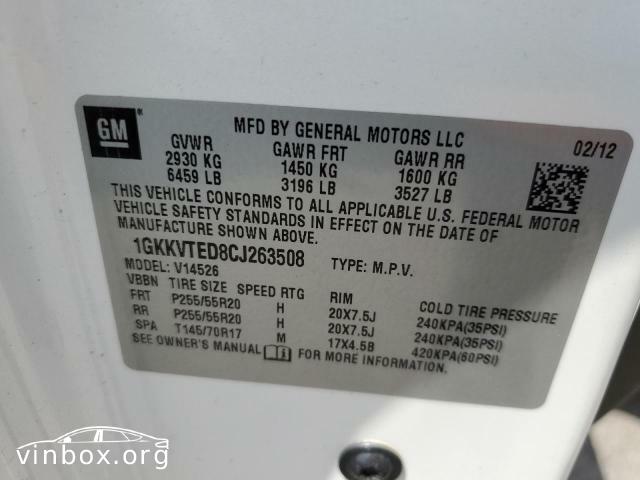 GM
®
MFD BY GENERAL MOTORS LLC
02/12
GVWR GAWR FRT GAWR RR
2930 KG 1450 KG 1600 KG
6459 LB 3196 LB 3527 LB
THIS VEHICLE CONFORMS TO ALL APPLICABLE U.S. FEDERAL MOTOR
VEHICLE SAFETY STANDARDS IN EFFECT ON THE DATE OF
MANUFACTURE SHOWN ABOVE.
1GKKVTED8CJ263508 TYPE: M.P.V.
MODEL: V14526
VBBN TIRE SIZE SPEED RTG RIM COLD TIRE PRESSURE
FRT P255/55R20 H 20X7.5J 240KPA(35PSI)
RR P255/55R20 H 20X7.5J 240KPA(35PSI)
SPA T145/70R17 M 17X4.5B 420KPA(60PSI)
SEE OWNER'S MANUAL FOR MORE INFORMATION.
vinbox.org